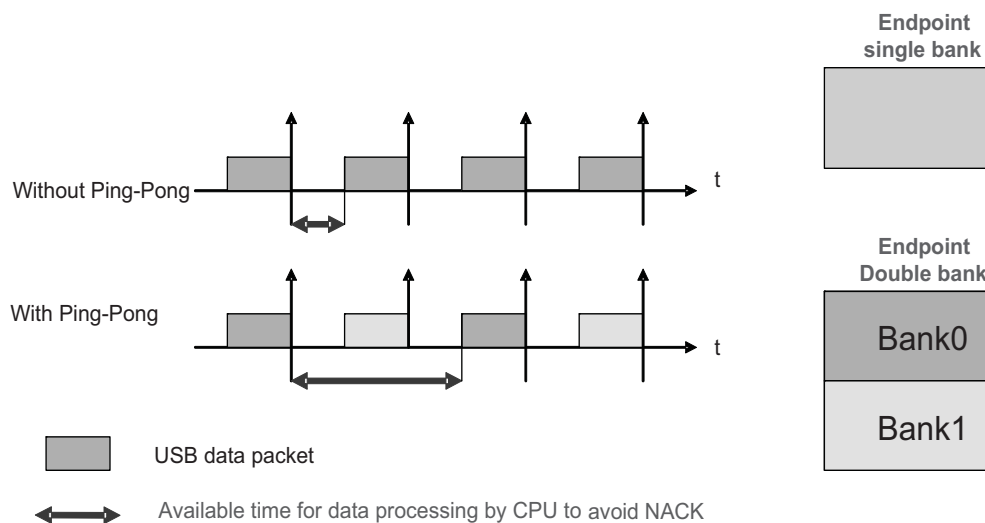 Endpoint
single bank
Without Ping-Pong
t
Endpoint
Double bank
With Ping-Pong
t
Bank0
Bank1
USB data packet
Available time for data processing by CPU to avoid NACK